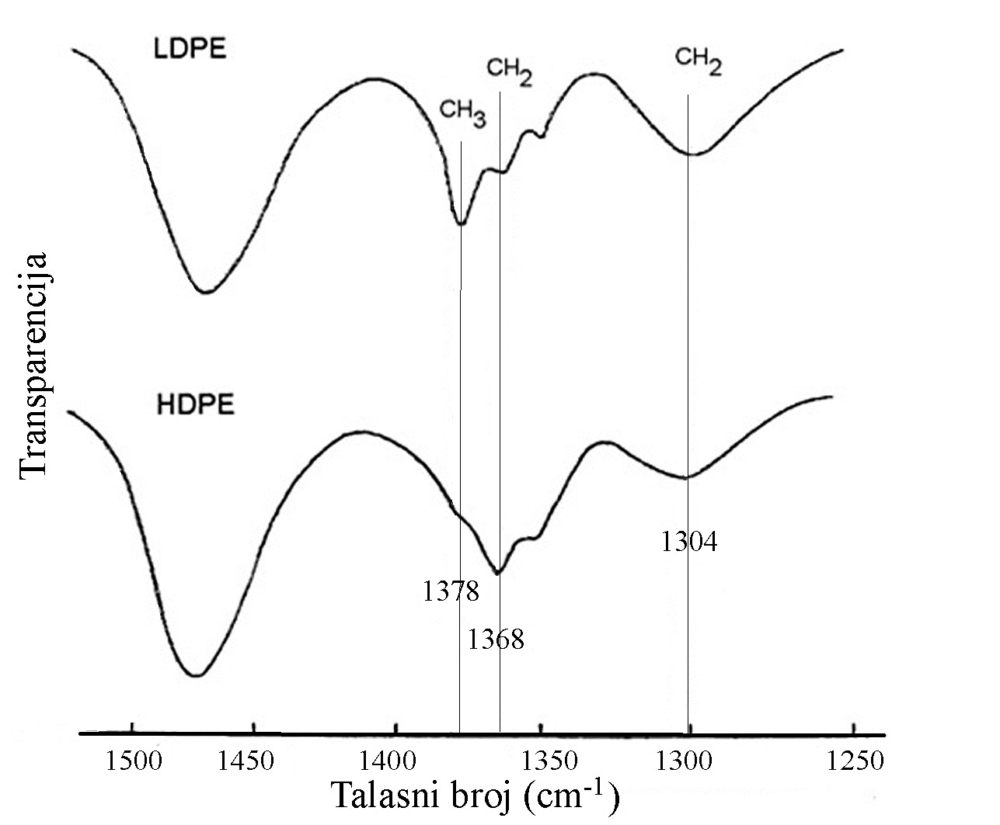 LDPE
CH₂
CH₂
CH₃
Transparencija
HDPE
1304
1378
1368
1500 1450 1400 1350 1300 1250
Talasni broj (cm⁻¹)